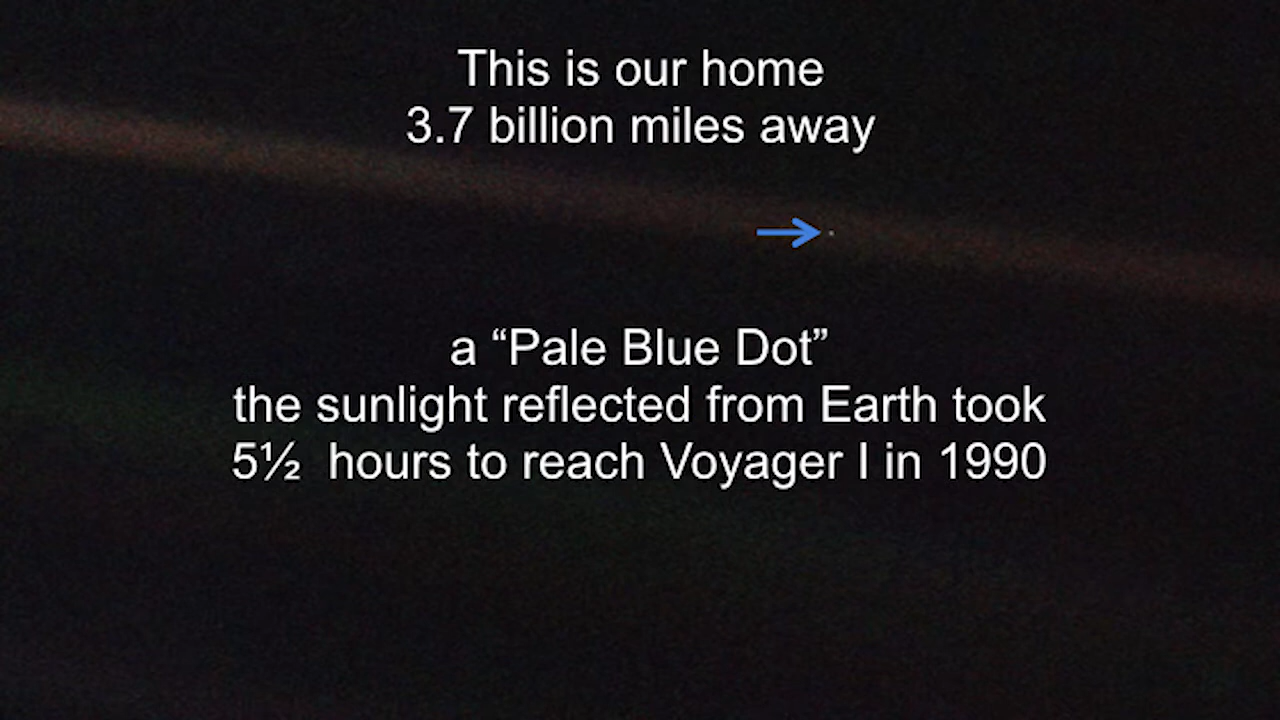 This is our home
3.7 billion miles away
a “Pale Blue Dot”
the sunlight reflected from Earth took
5½  hours to reach Voyager I in 1990